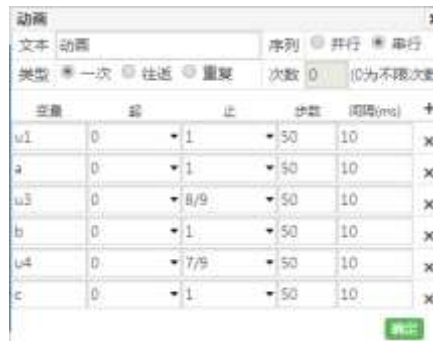 动画
文本 动画 序列 并行 串行
类型 一次 往返 重复 次数 0 (0为不限次数
变量 起 止 步数 间隔(ms) +
u1 0 1 50 10 ×
a 0 1 50 10 ×
u3 0 8/9 50 10 ×
b 0 1 50 10 ×
u4 0 7/9 50 10 ×
c 0 1 50 10 ×
确定